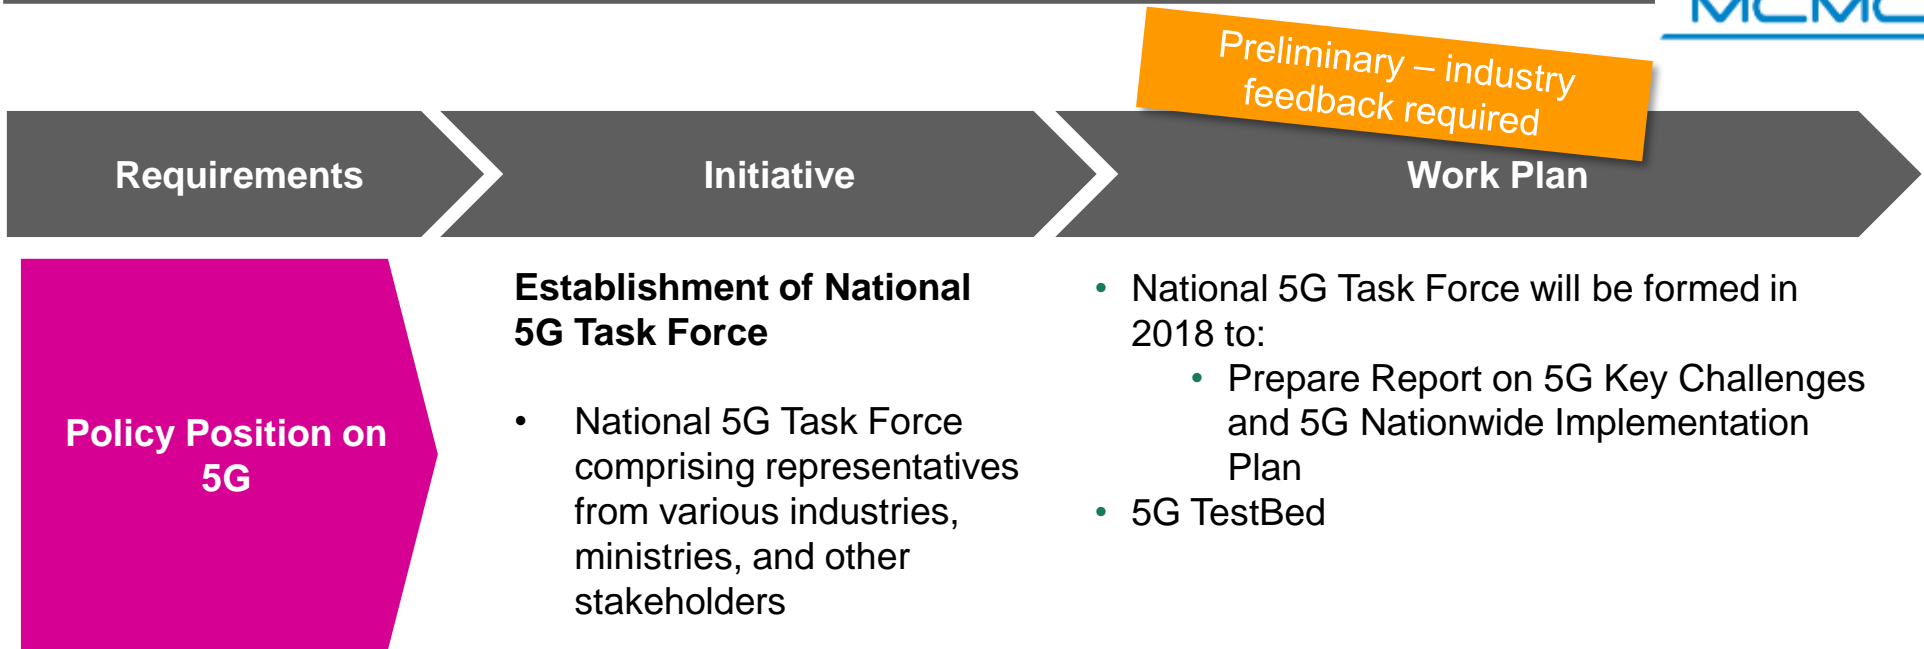 MCMC
Preliminary – industry
feedback required
Requirements
Initiative
Work Plan
Policy Position on
5G
Establishment of National
5G Task Force
• National 5G Task Force
comprising representatives
from various industries,
ministries, and other
stakeholders
• National 5G Task Force will be formed in
2018 to:
• Prepare Report on 5G Key Challenges
and 5G Nationwide Implementation
Plan
• 5G TestBed